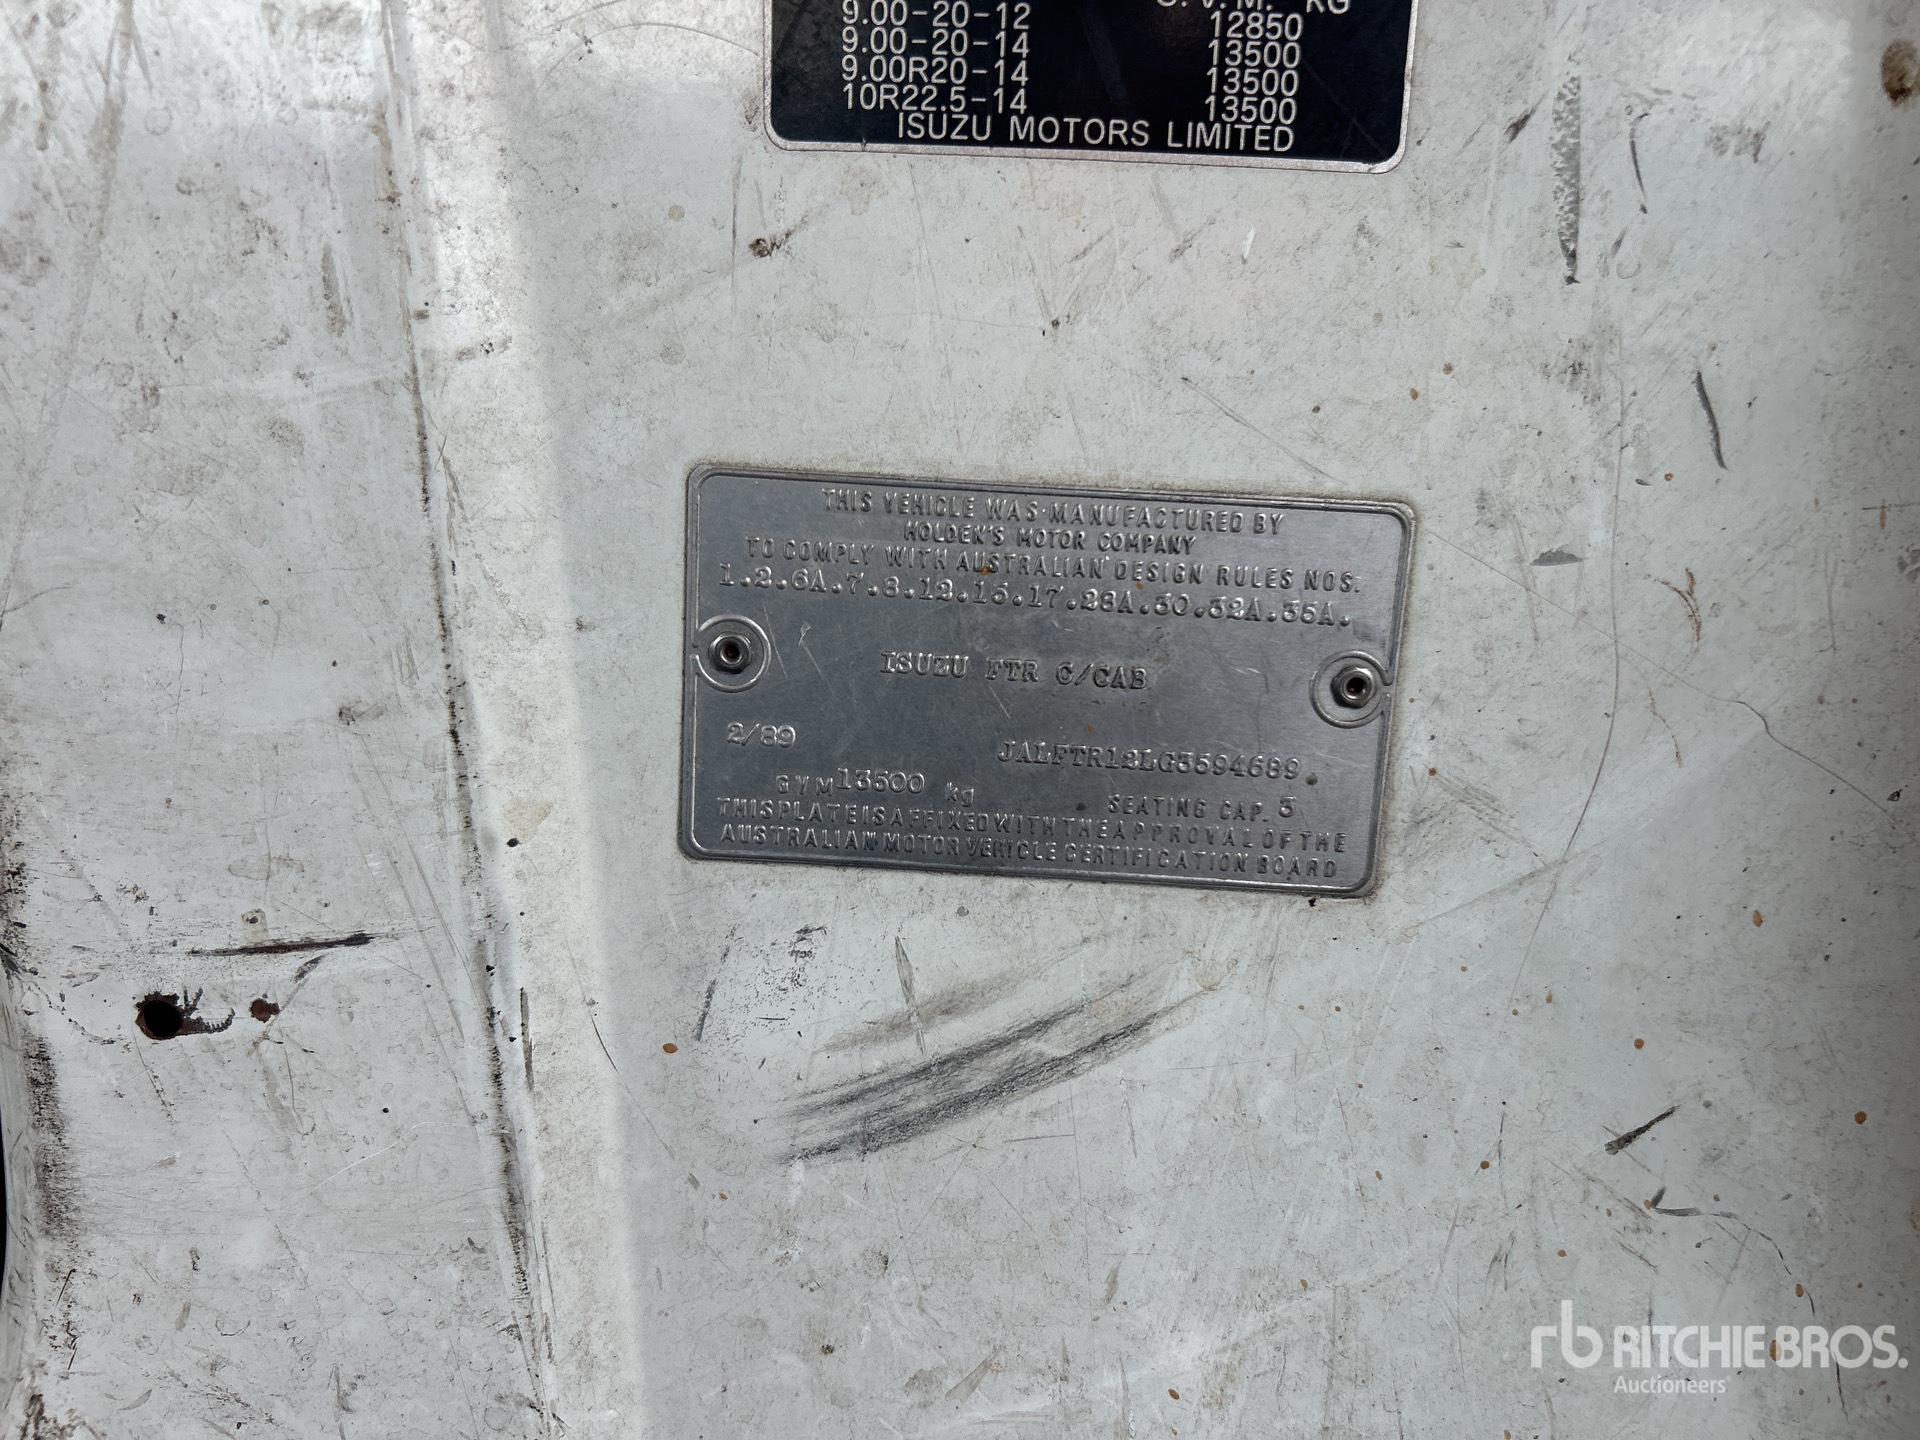 G. V. M. KG
9.00-20-12 12850
9.00-20-14 13500
9.00R20-14 13500
10R22.5-14 13500
ISUZU MOTORS LIMITED
THIS VEHICLE WAS MANUFACTURED BY
HOLDEN'S MOTOR COMPANY
TO COMPLY WITH AUSTRALIAN DESIGN RULES NOS.
1.2.6A.7.8.12.15.17.28A.30.32A.35A.
ISUZU FTR C/CAB
2/89 JALFTR12LG3594689.
GVM 13500 kg SEATING CAP. 3
THIS PLATE IS AFFIXED WITH THE APPROVAL OF THE
AUSTRALIAN MOTOR VEHICLE CERTIFICATION BOARD
rb RITCHIE BROS.
Auctioneers